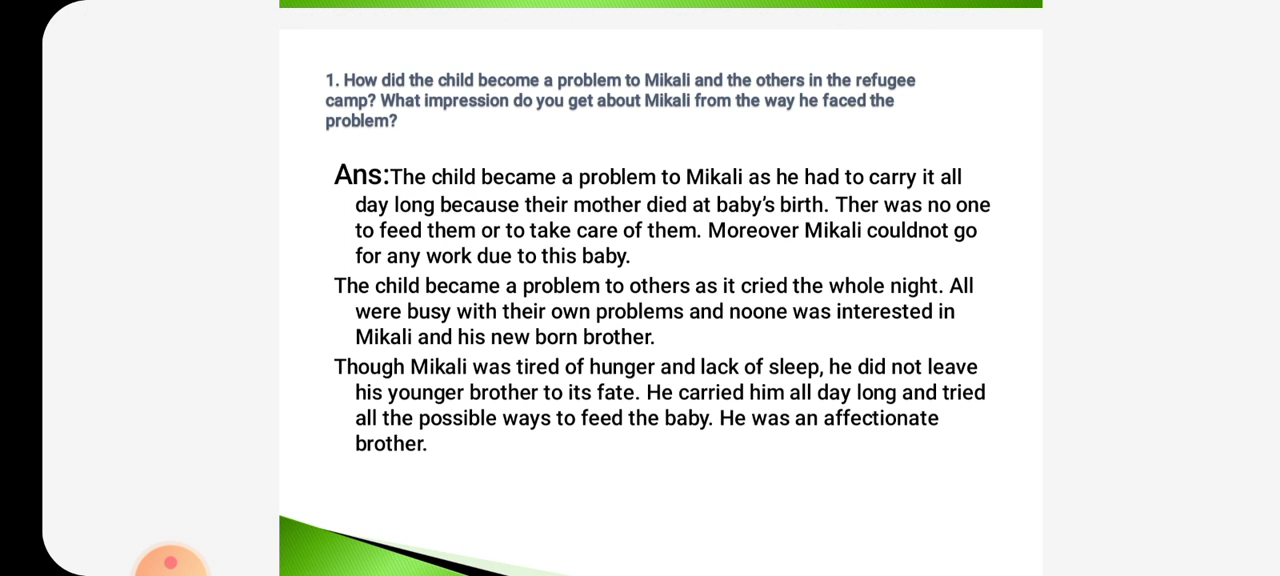 1. How did the child become a problem to Mikali and the others in the refugee
camp? What impression do you get about Mikali from the way he faced the
problem?
Ans:The child became a problem to Mikali as he had to carry it all
day long because their mother died at baby’s birth. Ther was no one
to feed them or to take care of them. Moreover Mikali couldnot go
for any work due to this baby.
The child became a problem to others as it cried the whole night. All
were busy with their own problems and noone was interested in
Mikali and his new born brother.
Though Mikali was tired of hunger and lack of sleep, he did not leave
his younger brother to its fate. He carried him all day long and tried
all the possible ways to feed the baby. He was an affectionate
brother.